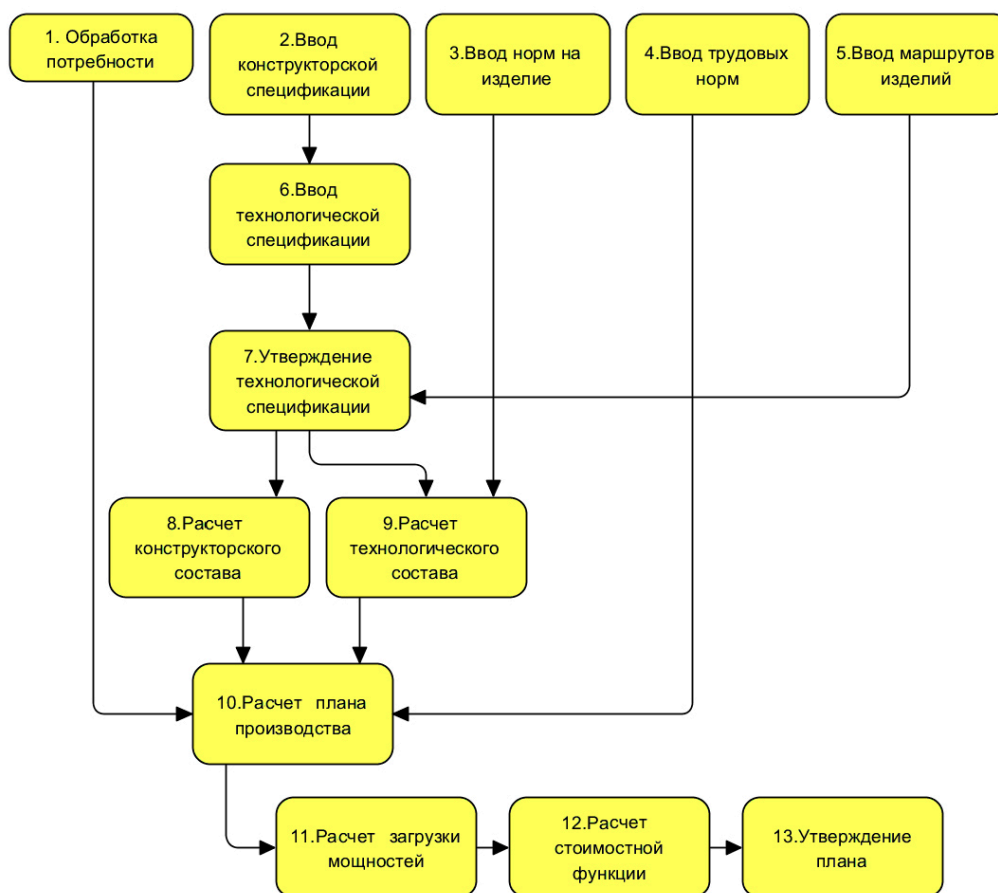 1. Обработка
потребности
2.Ввод
конструкторской
спецификации
3.Ввод норм на
изделие
4.Ввод трудовых
норм
5.Ввод маршрутов
изделий
6.Ввод
технологической
спецификации
7.Утверждение
технологической
спецификации
8.Расчет
конструкторского
состава
9.Расчет
технологического
состава
10.Расчет плана
производства
11.Расчет загрузки
мощностей
12.Расчет
стоимостной
функции
13.Утверждение
плана